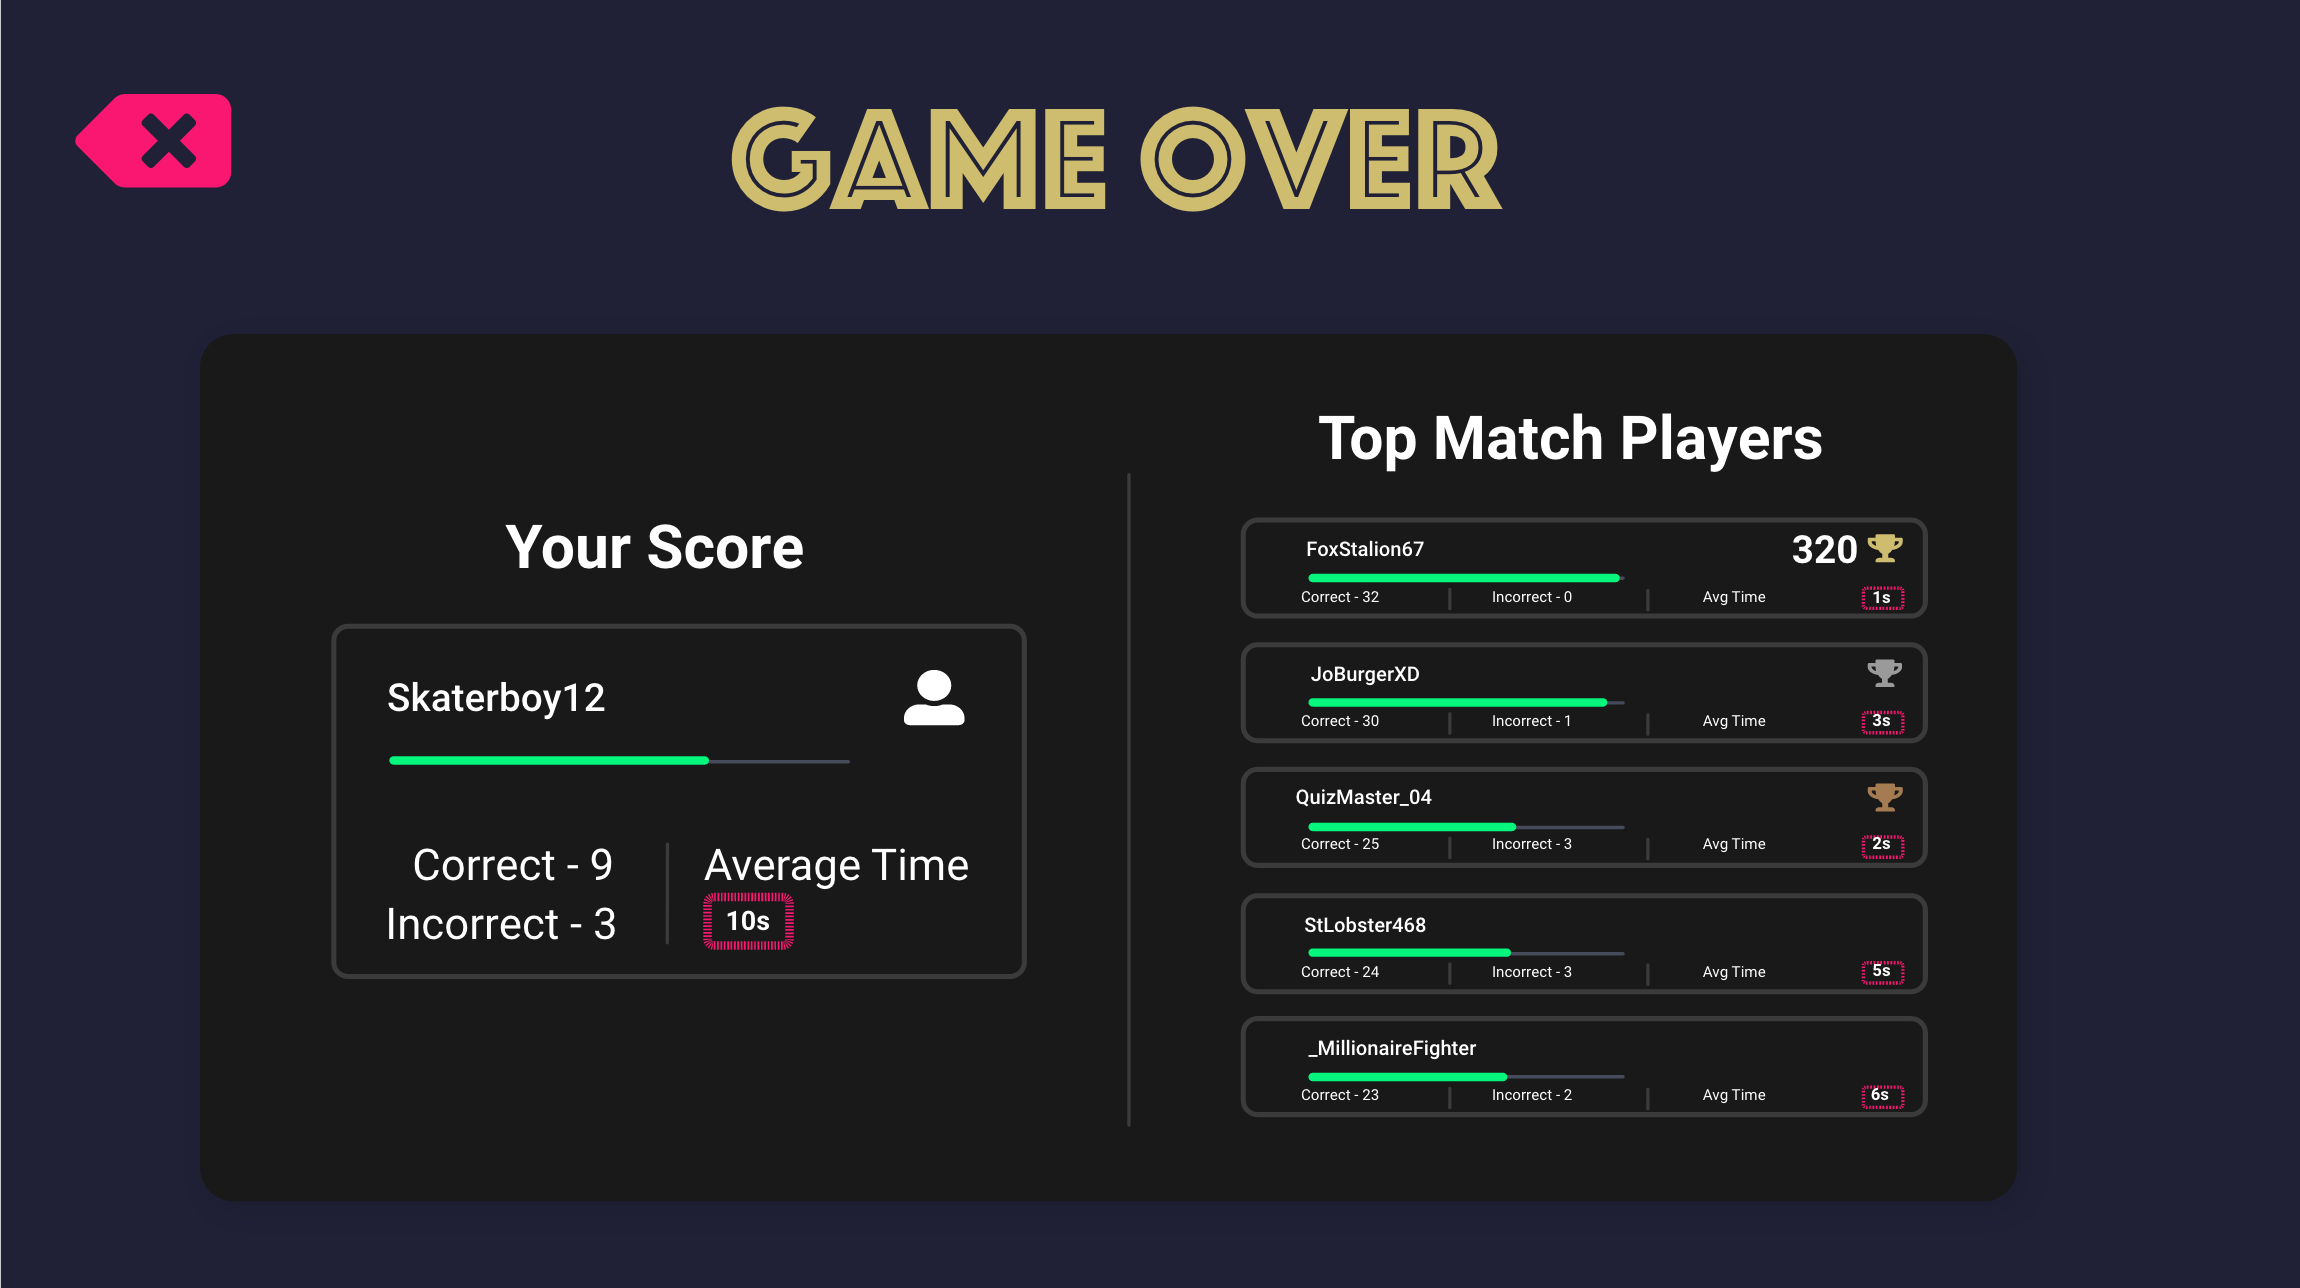 GAME OVER
Your Score
Skaterboy12
Correct - 9
Incorrect - 3
Average Time
10s
Top Match Players
FoxStalion67
320
Correct - 32
Incorrect - 0
Avg Time
1s
JoBurgerXD
Correct - 30
Incorrect - 1
Avg Time
3s
QuizMaster_04
Correct - 25
Incorrect - 3
Avg Time
2s
StLobster468
Correct - 24
Incorrect - 3
Avg Time
5s
_MillionaireFighter
Correct - 23
Incorrect - 2
Avg Time
6s